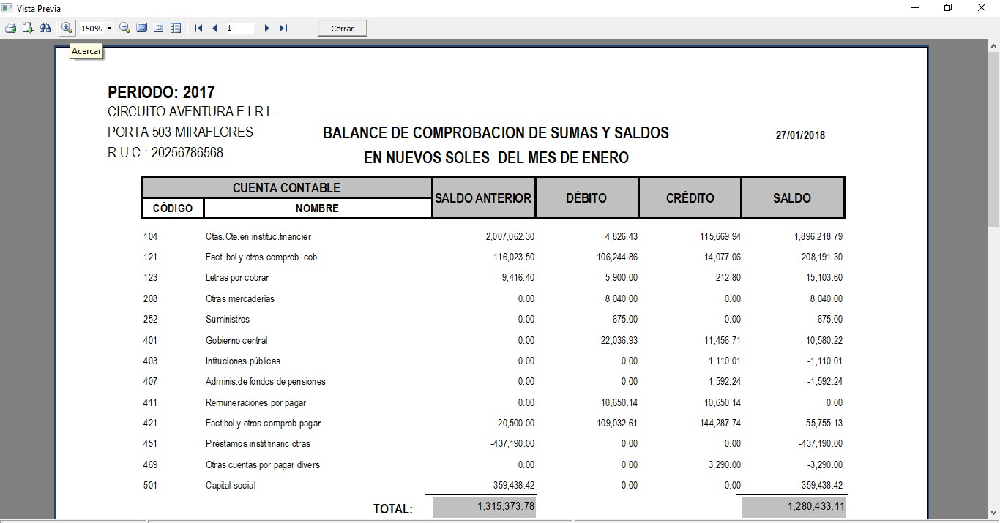 Vista Previa
150% 1 Cerrar
Acercar
PERIODO: 2017
CIRCUITO AVENTURA E.I.R.L.
PORTA 503 MIRAFLORES
R.U.C.: 20256786568
BALANCE DE COMPROBACION DE SUMAS Y SALDOS
EN NUEVOS SOLES DEL MES DE ENERO
27/01/2018
CUENTA CONTABLE SALDO ANTERIOR DÉBITO CRÉDITO SALDO
CÓDIGO NOMBRE
104 Ctas.Cte.en instituc.financier 2,007,062.30 4,826.43 115,669.94 1,896,218.79
121 Fact.,bol.y otros comprob. cob 116,023.50 106,244.86 14,077.06 208,191.30
123 Letras por cobrar 9,416.40 5,900.00 212.80 15,103.60
208 Otras mercaderías 0.00 8,040.00 0.00 8,040.00
252 Suministros 0.00 675.00 0.00 675.00
401 Gobierno central 0.00 22,036.93 11,456.71 10,580.22
403 Intituciones públicas 0.00 0.00 1,110.01 -1,110.01
407 Adminis.de fondos de pensiones 0.00 0.00 1,592.24 -1,592.24
411 Remuneraciones por pagar 0.00 10,650.14 10,650.14 0.00
421 Fact,bol y otros comprob pagar -20,500.00 109,032.61 144,287.74 -55,755.13
451 Préstamos instit financ otras -437,190.00 0.00 0.00 -437,190.00
469 Otras cuentas por pagar divers 0.00 0.00 3,290.00 -3,290.00
501 Capital social -359,438.42 0.00 0.00 -359,438.42
TOTAL: 1,315,373.78 1,280,433.11